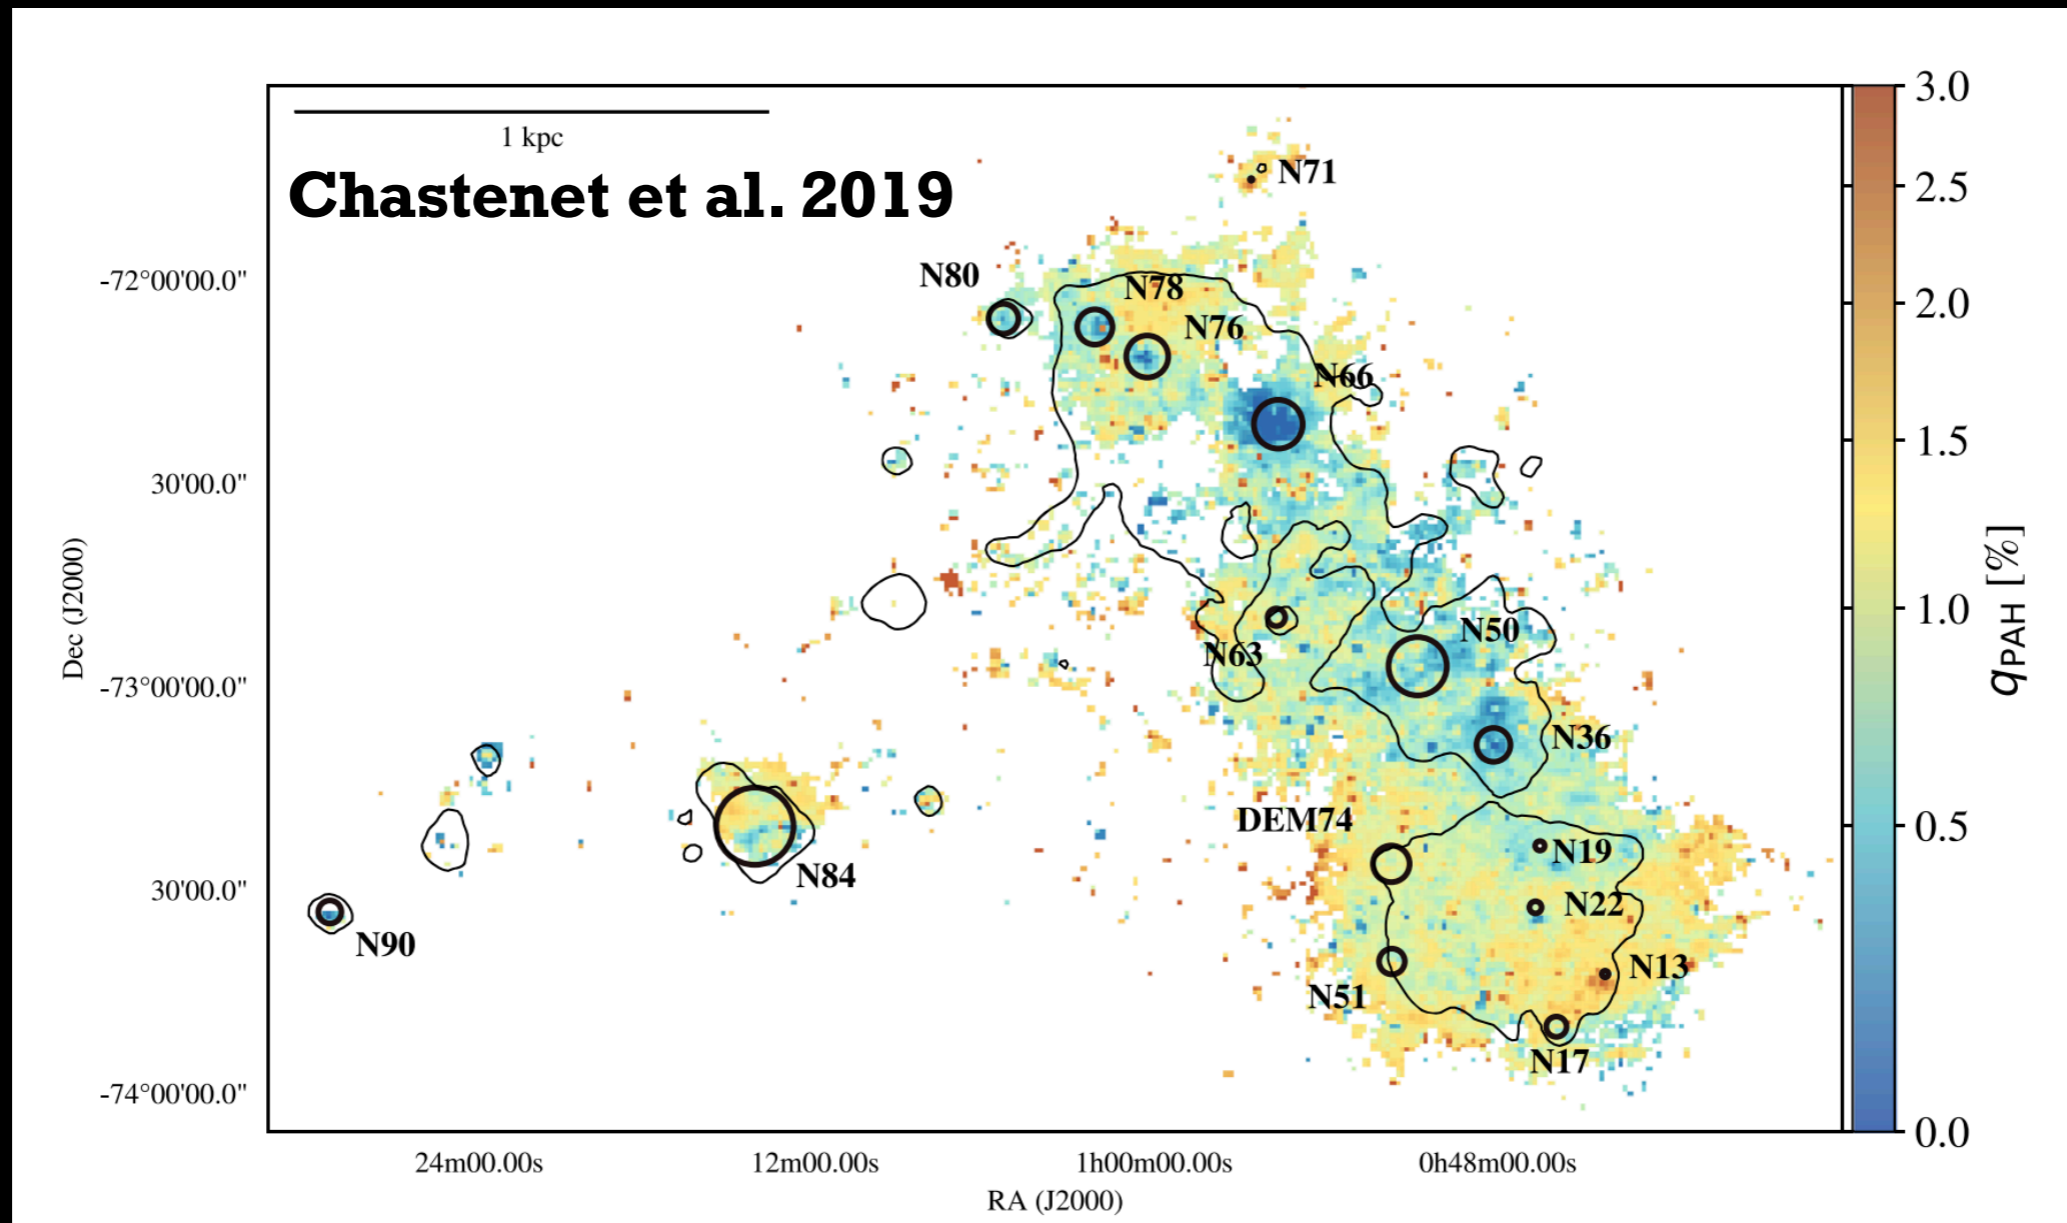 1 kpc
Chastenet et al. 2019
N71
N80
N78
N76
N66
N63
N50
N36
DEM74
N19
N22
N13
N51
N17
N84
N90
-72°00'00.0"
30'00.0"
-73°00'00.0"
30'00.0"
-74°00'00.0"
Dec (J2000)
24m00.00s
12m00.00s
1h00m00.00s
0h48m00.00s
RA (J2000)
3.0
2.5
2.0
1.5
1.0
0.5
0.0
qPAH [%]